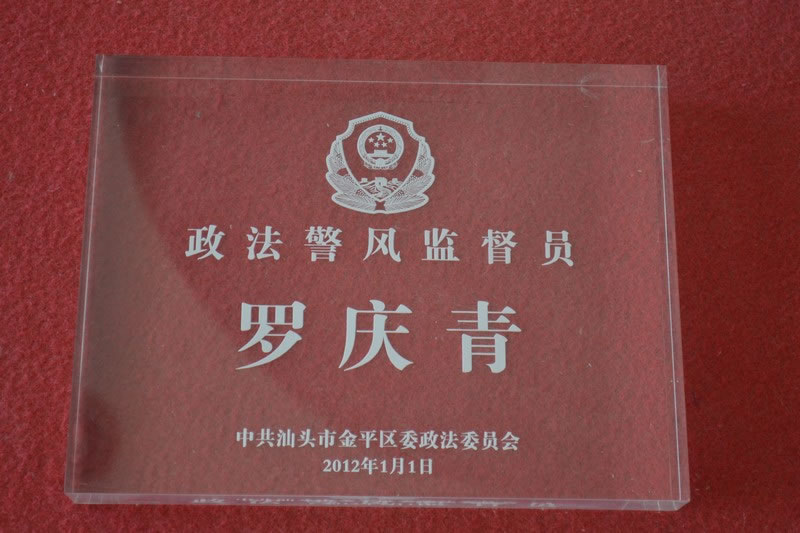 政法警风监督员
罗庆青
中共汕头市金平区委政法委员会
2012年1月1日